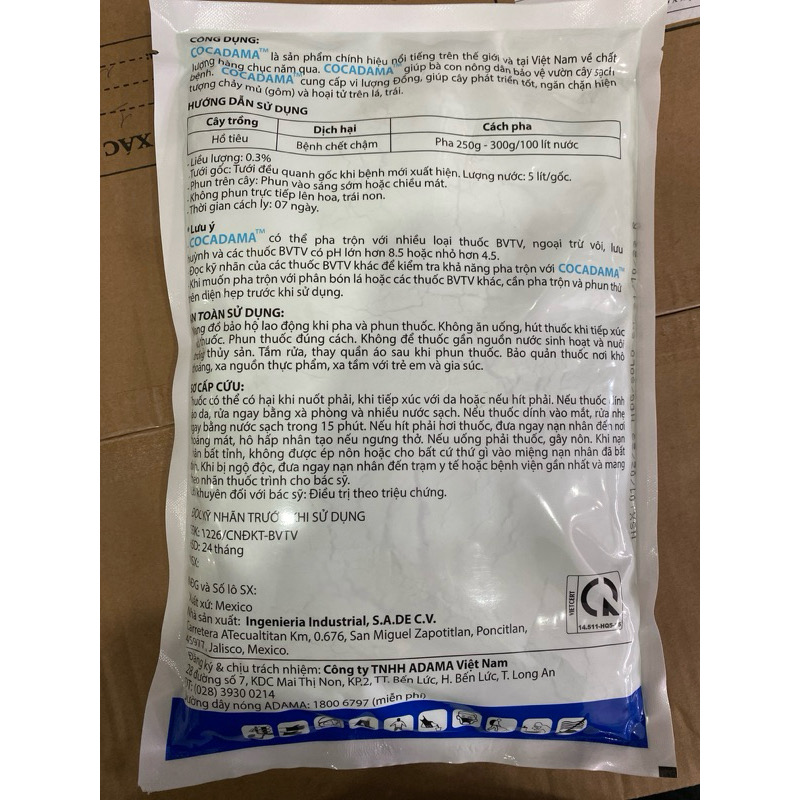 CÔNG DỤNG:
COCADAMA™ là sản phẩm chính hiệu nổi tiếng trên thế giới và tại Việt Nam về chất
lượng hàng chục năm qua. COCADAMA™ giúp bà con nông dân bảo vệ vườn cây sạch
bệnh. COCADAMA™ cung cấp vi lượng Đồng, giúp cây phát triển tốt, ngăn chặn hiện
tượng chảy mủ (gôm) và hoại tử trên lá, trái.
HƯỚNG DẪN SỬ DỤNG
Cây trồng Dịch hại Cách pha
Hồ tiêu Bệnh chết chậm Pha 250g - 300g/100 lít nước
- Liều lượng: 0.3%
- Tưới gốc: Tưới đều quanh gốc khi bệnh mới xuất hiện. Lượng nước: 5 lít/gốc.
- Phun trên cây: Phun vào sáng sớm hoặc chiều mát.
- Không phun trực tiếp lên hoa, trái non.
- Thời gian cách ly: 07 ngày.
* Lưu ý
COCADAMA™ có thể pha trộn với nhiều loại thuốc BVTV, ngoại trừ vôi, lưu
huỳnh và các thuốc BVTV có pH lớn hơn 8.5 hoặc nhỏ hơn 4.5.
Đọc kỹ nhãn của các thuốc BVTV khác để kiểm tra khả năng pha trộn với COCADAMA™
Khi muốn pha trộn với phân bón lá hoặc các thuốc BVTV khác, cần pha trộn và phun thử
trên diện hẹp trước khi sử dụng.
AN TOÀN SỬ DỤNG:
đồ bảo hộ lao động khi pha và phun thuốc. Không ăn uống, hút thuốc khi tiếp xúc
thuốc. Phun thuốc đúng cách. Không để thuốc gần nguồn nước sinh hoạt và nuôi
trồng thủy sản. Tắm rửa, thay quần áo sau khi phun thuốc. Bảo quản thuốc nơi khô
thoáng, xa nguồn thực phẩm, xa tầm với trẻ em và gia súc.
SƠ CẤP CỨU:
Thuốc có thể có hại khi nuốt phải, khi tiếp xúc với da hoặc nếu hít phải. Nếu thuốc dính
vào da, rửa ngay bằng xà phòng và nhiều nước sạch. Nếu thuốc dính vào mắt, rửa nhẹ
ngay bằng nước sạch trong 15 phút. Nếu hít phải hơi thuốc, đưa ngay nạn nhân đến nơi
thoáng mát, hô hấp nhân tạo nếu ngưng thở. Nếu uống phải thuốc, gây nôn. Khi nạn
nhân bất tỉnh, không được ép nôn hoặc cho bất cứ thứ gì vào miệng nạn nhân đã bất
tỉnh. Khi bị ngộ độc, đưa ngay nạn nhân đến trạm y tế hoặc bệnh viện gần nhất và mang
theo nhãn thuốc trình cho bác sỹ.
Lời khuyên đối với bác sỹ: Điều trị theo triệu chứng.
ĐỌC KỸ NHÃN TRƯỚC KHI SỬ DỤNG
1226/CNĐKT-BVTV
HSD: 24 tháng
NSX:
NĐG và Số lô SX:
Xuất xứ: Mexico
Nhà sản xuất: Ingenieria Industrial, S.A.DE C.V.
Carretera ATecualtitan Km, 0.676, San Miguel Zapotitlan, Poncitlan,
Jalisco, Mexico.
VIETCERT
Đăng ký & chịu trách nhiệm: Công ty TNHH ADAMA Việt Nam
28 đường số 7, KDC Mai Thị Non, KP.2, TT. Bến Lức, H. Bến Lức, T. Long An
ĐT: (028) 3930 0214
Đường dây nóng ADAMA: 1800 6797 (miễn phí)